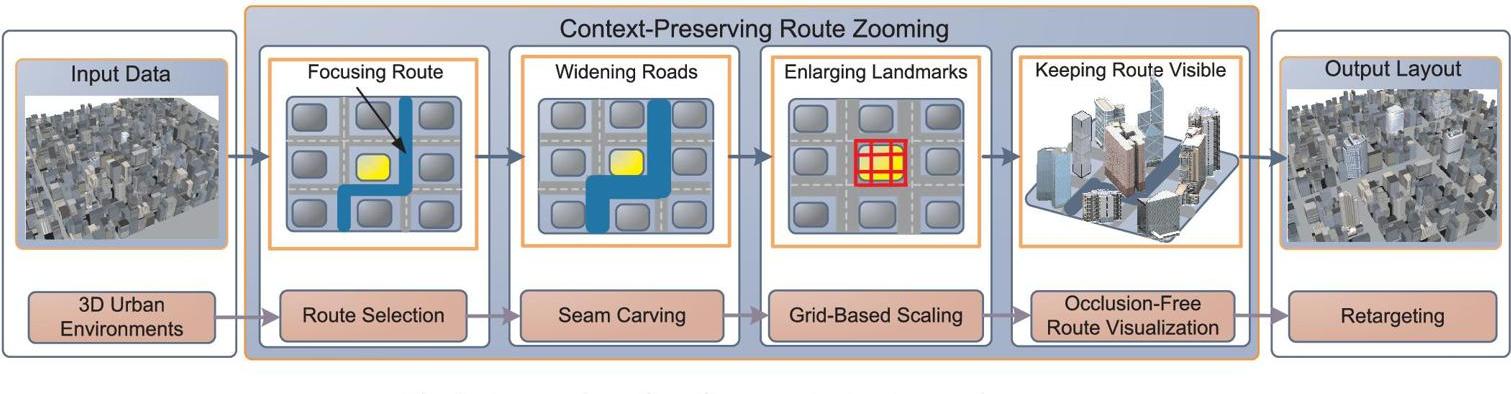 Context-Preserving Route Zooming
Input Data
Focusing Route
Widening Roads
Enlarging Landmarks
Keeping Route Visible
Output Layout
3D Urban
Environments
Route Selection
Seam Carving
Grid-Based Scaling
Occlusion-Free
Route Visualization
Retargeting